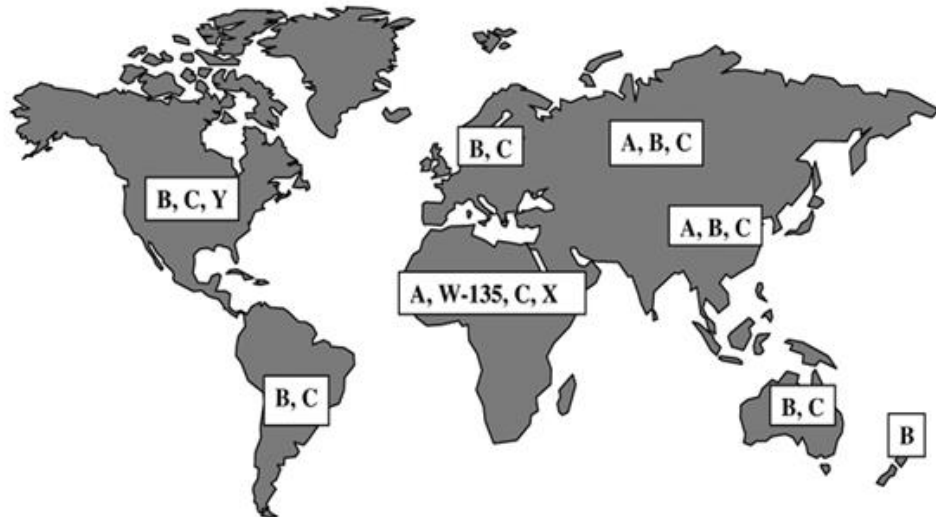 B, C
A, B, C
B, C, Y
A, B, C
A, W-135, C, X
B, C
B, C
B